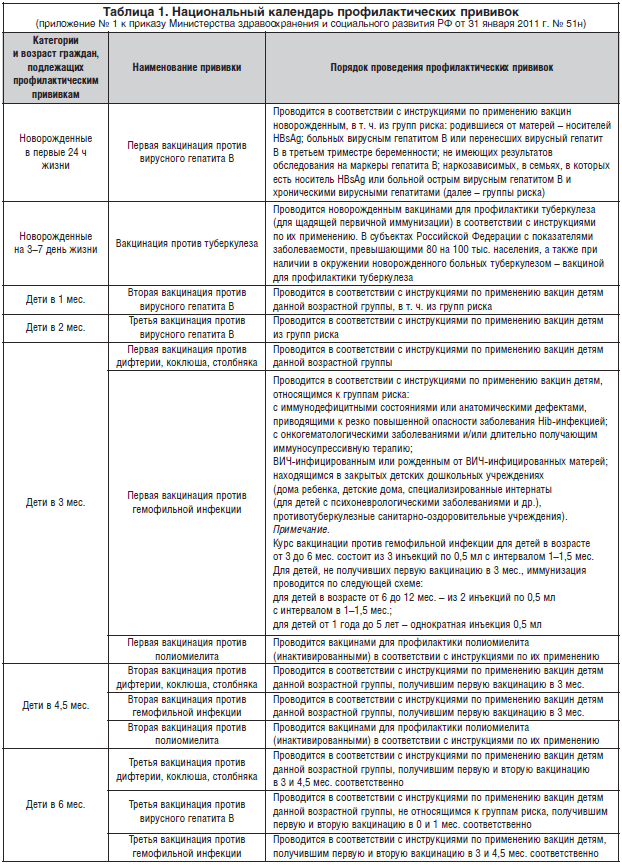 Таблица 1. Национальный календарь профилактических прививок
(приложение № 1 к приказу Министерства здравоохранения и социального развития РФ от 31 января 2011 г. № 51н)
Категории
и возраст граждан,
подлежащих
профилактическим
прививкам
Наименование прививки
Порядок проведения профилактических прививок
Новорожденные
в первые 24 ч
жизни
Первая вакцинация против
вирусного гепатита В
Проводится в соответствии с инструкциями по применению вакцин
новорожденным, в т. ч. из групп риска: родившиеся от матерей – носителей
HBsAg; больных вирусным гепатитом В или перенесших вирусный гепатит
В в третьем триместре беременности; не имеющих результатов
обследования на маркеры гепатита В; наркозависимых, в семьях, в которых
есть носитель HBsAg или больной острым вирусным гепатитом В и
хроническими вирусными гепатитами (далее – группы риска)
Новорожденные
на 3–7 день жизни
Вакцинация против туберкулеза
Проводится новорожденным вакцинами для профилактики туберкулеза
(для щадящей первичной иммунизации) в соответствии с инструкциями
по их применению. В субъектах Российской Федерации с показателями
заболеваемости, превышающими 80 на 100 тыс. населения, а также при
наличии в окружении новорожденного больных туберкулезом – вакциной
для профилактики туберкулеза
Дети в 1 мес.
Вторая вакцинация против
вирусного гепатита В
Проводится в соответствии с инструкциями по применению вакцин детям
данной возрастной группы, в т. ч. из групп риска
Дети в 2 мес.
Третья вакцинация против
вирусного гепатита В
Проводится в соответствии с инструкциями по применению вакцин детям
из групп риска
Дети в 3 мес.
Первая вакцинация против
дифтерии, коклюша, столбняка
Проводится в соответствии с инструкциями по применению вакцин детям
данной возрастной группы
Первая вакцинация против
гемофильной инфекции
Проводится в соответствии с инструкциями по применению вакцин детям,
относящимся к группам риска:
с иммунодефицитными состояниями или анатомическими дефектами,
приводящими к резко повышенной опасности заболевания Hib-инфекцией;
с онкогематологическими заболеваниями и/или длительно получающим
иммуносупрессивную терапию;
ВИЧ-инфицированным или рожденным от ВИЧ-инфицированных матерей;
находящимся в закрытых детских дошкольных учреждениях
(дома ребенка, детские дома, специализированные интернаты
(для детей с психоневрологическими заболеваниями и др.),
противотуберкулезные санитарно-оздоровительные учреждения).
Примечание.
Курс вакцинации против гемофильной инфекции для детей в возрасте
от 3 до 6 мес. состоит из 3 инъекций по 0,5 мл с интервалом 1–1,5 мес.
Для детей, не получивших первую вакцинацию в 3 мес., иммунизация
проводится по следующей схеме:
для детей в возрасте от 6 до 12 мес. – из 2 инъекций по 0,5 мл
с интервалом в 1–1,5 мес.;
для детей от 1 года до 5 лет – однократная инъекция 0,5 мл
Первая вакцинация против
полиомиелита
Проводится вакцинами для профилактики полиомиелита
(инактивированными) в соответствии с инструкциями по их применению
Дети в 4,5 мес.
Вторая вакцинация против
дифтерии, коклюша, столбняка
Проводится в соответствии с инструкциями по применению вакцин детям
данной возрастной группы, получившим первую вакцинацию в 3 мес.
Вторая вакцинация против
гемофильной инфекции
Проводится в соответствии с инструкциями по применению вакцин детям
данной возрастной группы, получившим первую вакцинацию в 3 мес.
Вторая вакцинация против
полиомиелита
Проводится вакцинами для профилактики полиомиелита
(инактивированными) в соответствии с инструкциями по их применению
Дети в 6 мес.
Третья вакцинация против
дифтерии, коклюша, столбняка
Проводится в соответствии с инструкциями по применению вакцин детям
данной возрастной группы, получившим первую и вторую вакцинацию
в 3 и 4,5 мес. соответственно
Третья вакцинация против
вирусного гепатита В
Проводится в соответствии с инструкциями по применению вакцин детям
данной возрастной группы, не относящимся к группам риска, получившим
первую и вторую вакцинацию в 0 и 1 мес. соответственно
Третья вакцинация против
гемофильной инфекции
Проводится в соответствии с инструкциями по применению вакцин детям,
получившим первую и вторую вакцинацию в 3 и 4,5 мес. соответственно